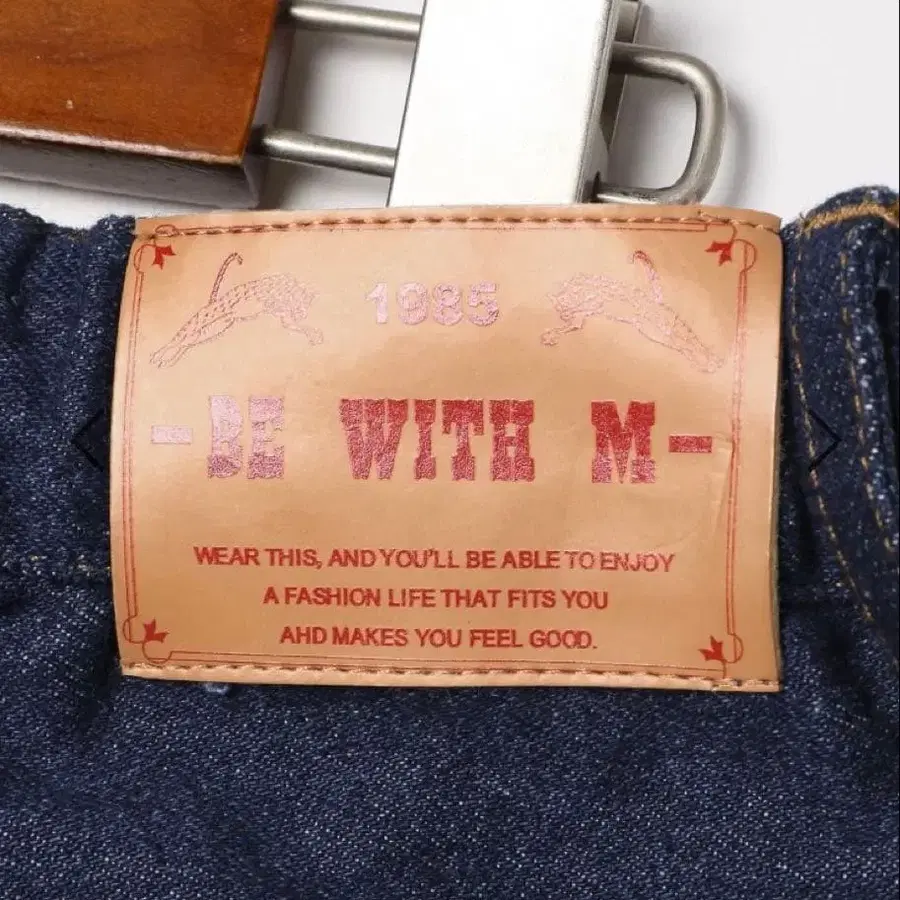 1985
-BE WITH M-
WEAR THIS, AND YOU'LL BE ABLE TO ENJOY
A FASHION LIFE THAT FITS YOU
AHD MAKES YOU FEEL GOOD.